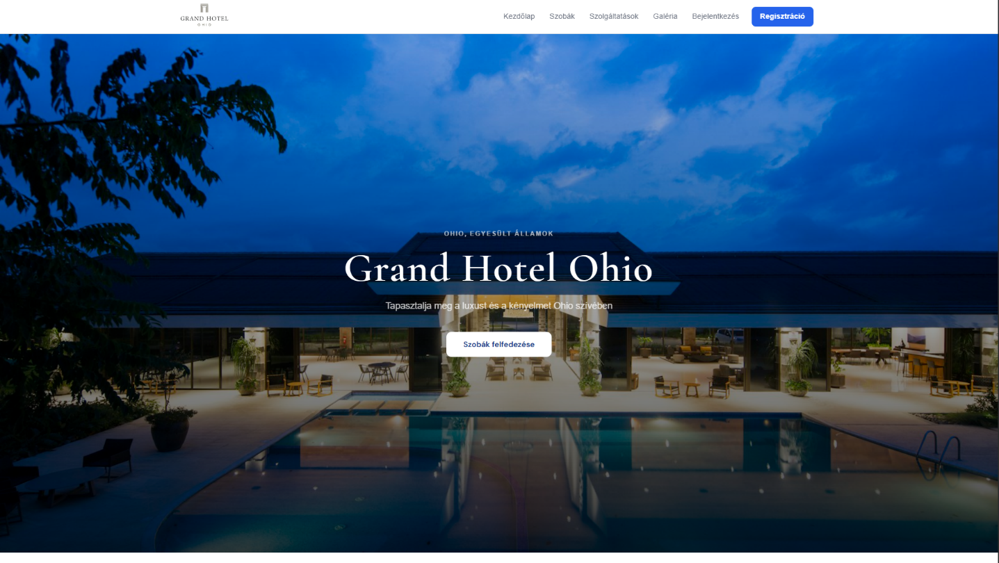 GRAND HOTEL
OHIO
Kezdőlap Szobák Szolgáltatások Galéria Bejelentkezés Regisztráció
OHIO, EGYESÜLT ÁLLAMOK
Grand Hotel Ohio
Tapasztalja meg a luxust és a kényelmet Ohio szívében
Szobák felfedezése